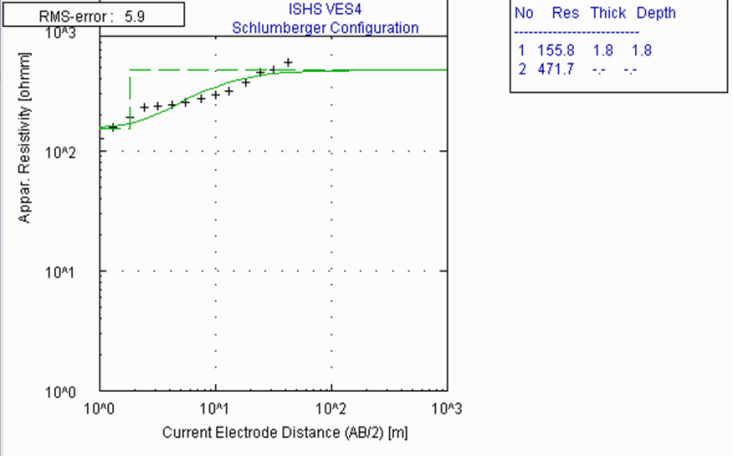 RMS-error: 5.9
ISHS VES4
Schlumberger Configuration
No Res Thick Depth
---------------------------
1 155.8 1.8 1.8
2 471.7 -.- -.-
10^3
10^2
10^1
10^0
Appar. Resistivity [ohmm]
10^0 10^1 10^2 10^3
Current Electrode Distance (AB/2) [m]